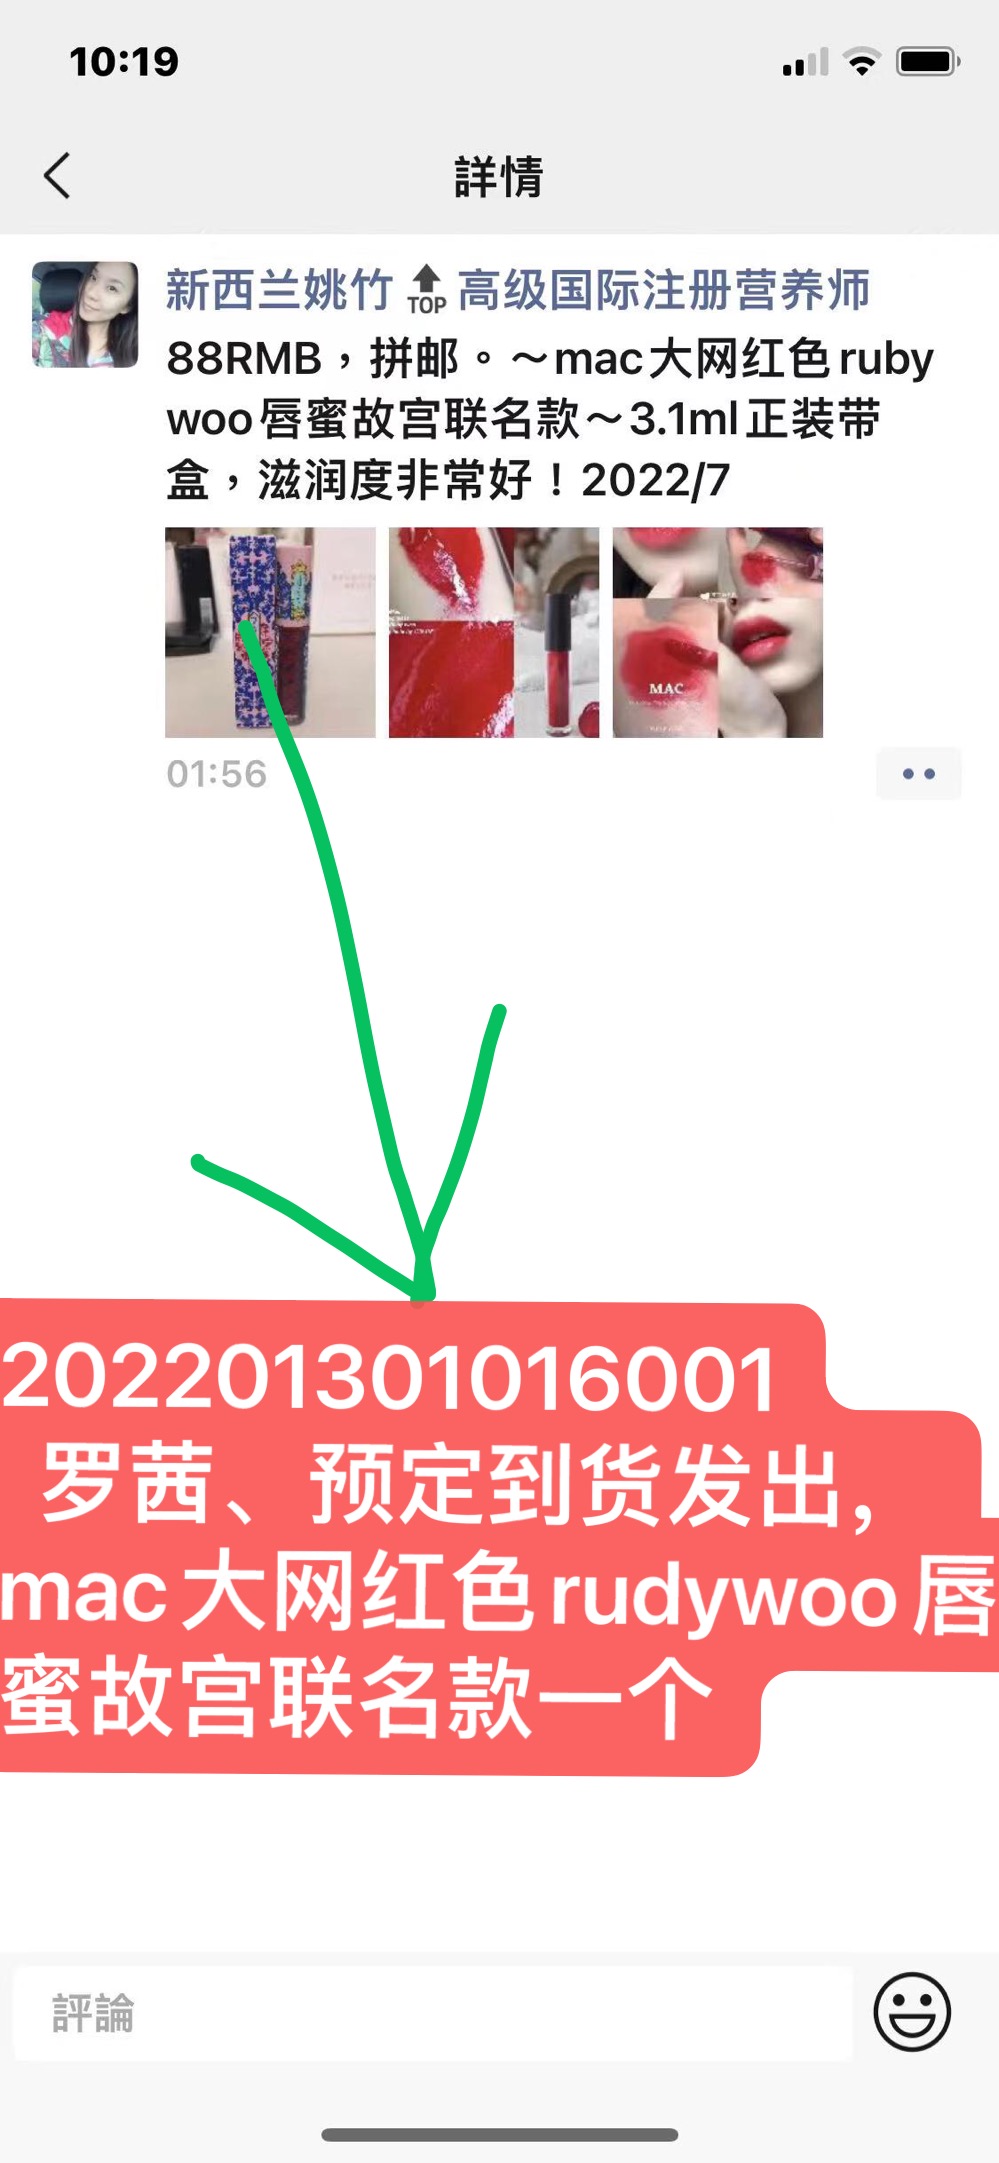 10:19
詳情
新西兰姚竹 TOP 高级国际注册营养师
88RMB，拼邮。～mac大网红色ruby
woo唇蜜故宫联名款～3.1ml正装带
盒，滋润度非常好！2022/7
MAC
01:56
202201301016001
罗茜、预定到货发出，
mac大网红色rudywoo唇
蜜故宫联名款一个
評論